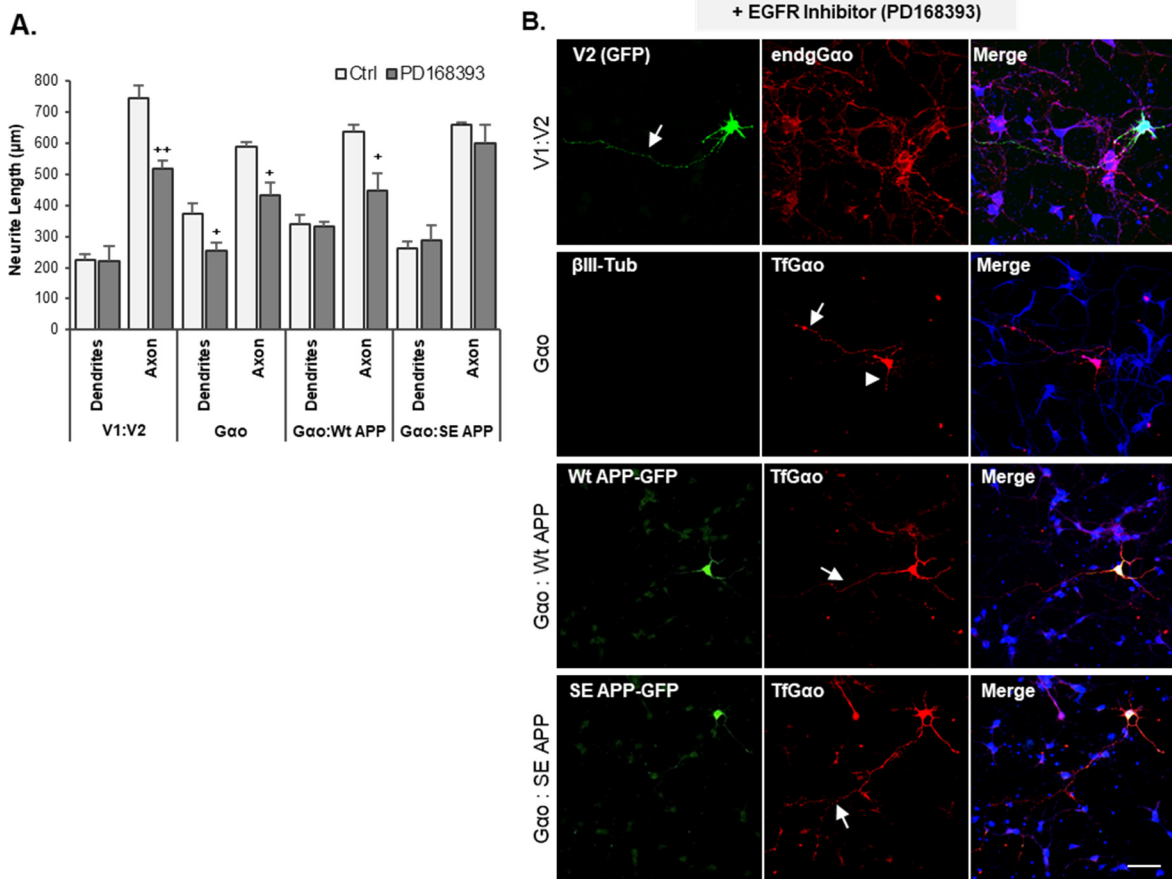 A.
Ctrl PD168393
Neurite Length (µm)
800
700
600
500
400
300
200
100
0
++
+
+
+
Dendrites
Axon
Dendrites
Axon
Dendrites
Axon
Dendrites
Axon
V1:V2
Gαo
Gαo:Wt APP
Gαo:SE APP
B.
+ EGFR Inhibitor (PD168393)
V1:V2
V2 (GFP)
endgGαo
Merge
Gαo
βIII-Tub
TfGαo
Merge
Gαo : Wt APP
Wt APP-GFP
TfGαo
Merge
Gαo : SE APP
SE APP-GFP
TfGαo
Merge